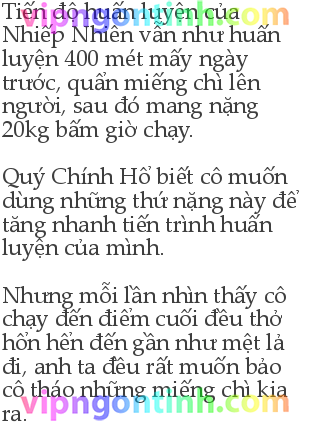 Tiến độ huấn luyện của
Nhiếp Nhiên vẫn như huấn
luyện 400 mét mấy ngày
trước, quấn miếng chì lên
người, sau đó mang nặng
20kg bấm giờ chạy.
Quý Chính Hổ biết cô muốn
dùng những thứ nặng này để
tăng nhanh tiến trình huấn
luyện của mình.
Nhưng mỗi lần nhìn thấy cô
chạy đến điểm cuối đều thở
hổn hển đến gần như mệt lả
đi, anh ta đều rất muốn bảo
cô tháo những miếng chì kia
ra.
vipngontinh.com
vipngontinh.com